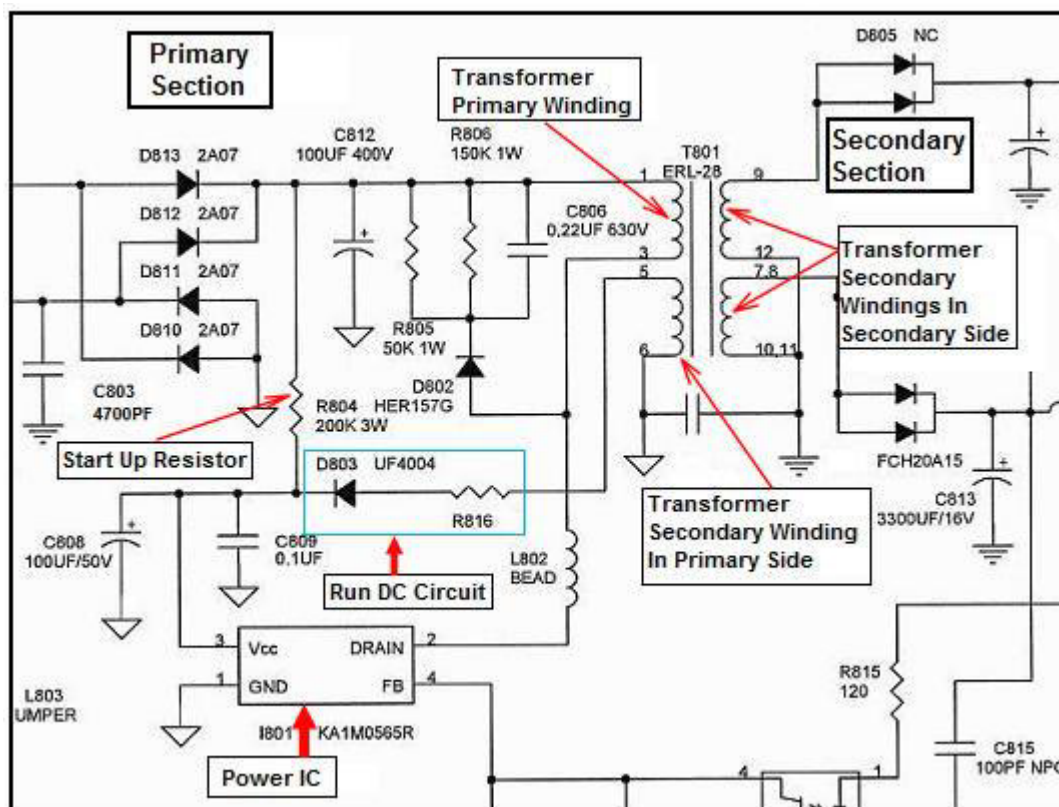 Primary
Section
Transformer
Primary Winding
D805 NC
Secondary
Section
C812
100UF 400V
R806
150K 1W
D813 2A07
T801
ERL-28
1
9
D812 2A07
C806
0,22UF 630V
Transformer
Secondary
Windings In
Secondary Side
3
12
5
7,8
D811 2A07
D810 2A07
R805
50K 1W
6
10,11
C803
4700PF
D802
HER157G
R804
200K 3W
Start Up Resistor
D803 UF4004
FCH20A15
R816
Transformer
Secondary Winding
In Primary Side
C813
3300UF/16V
C808
100UF/50V
C809
0.1UF
L802
BEAD
Run DC Circuit
3
Vcc
DRAIN
2
1
GND
FB
4
R815
120
L803
UMPER
I801 KA1M0565R
Power IC
C815
100PF NPO
4
1